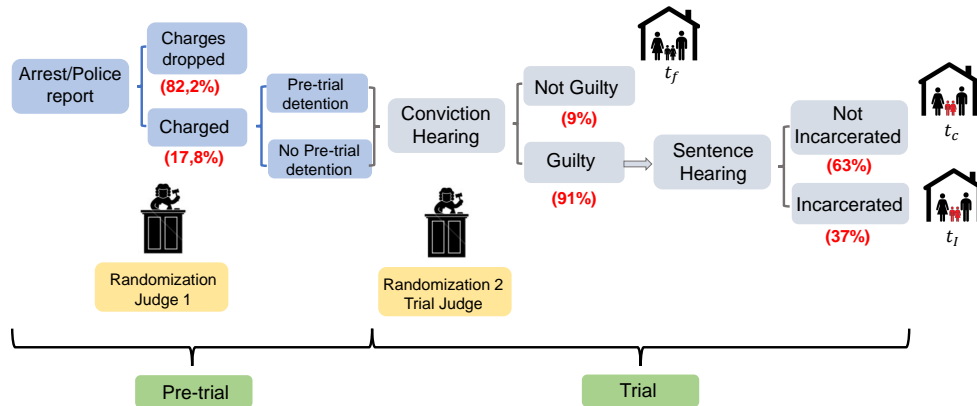 Charges
dropped
(82,2%)
Arrest/Police
report
Charged
(17,8%)
Pre-trial
detention
No Pre-trial
detention
Conviction
Hearing
Not Guilty
(9%)
Guilty
(91%)
t_f
Sentence
Hearing
Not
Incarcerated
(63%)
t_c
Incarcerated
(37%)
t_I
Randomization
Judge 1
Randomization 2
Trial Judge
Pre-trial
Trial